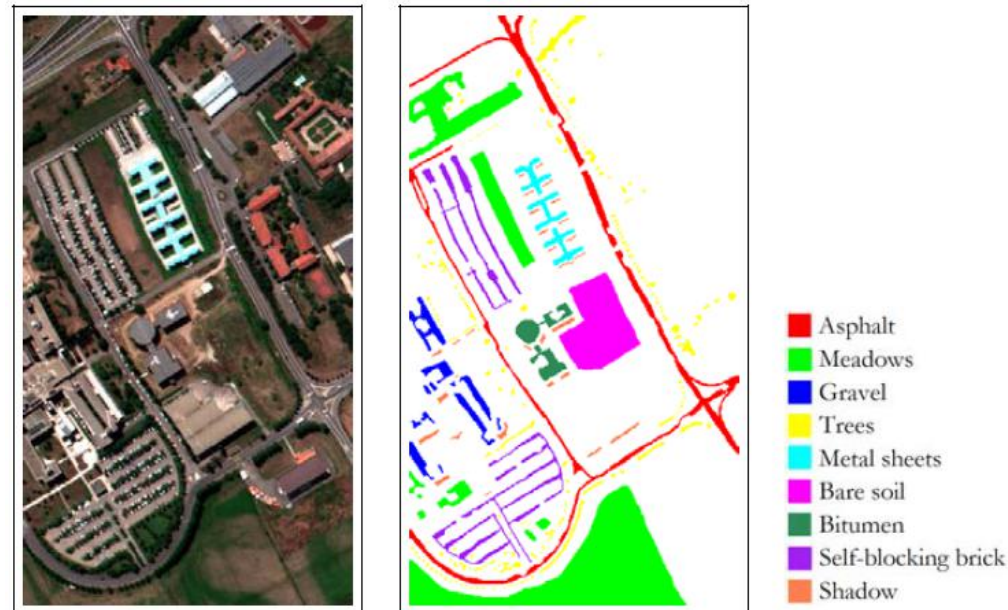 Asphalt
Meadows
Gravel
Trees
Metal sheets
Bare soil
Bitumen
Self-blocking brick
Shadow